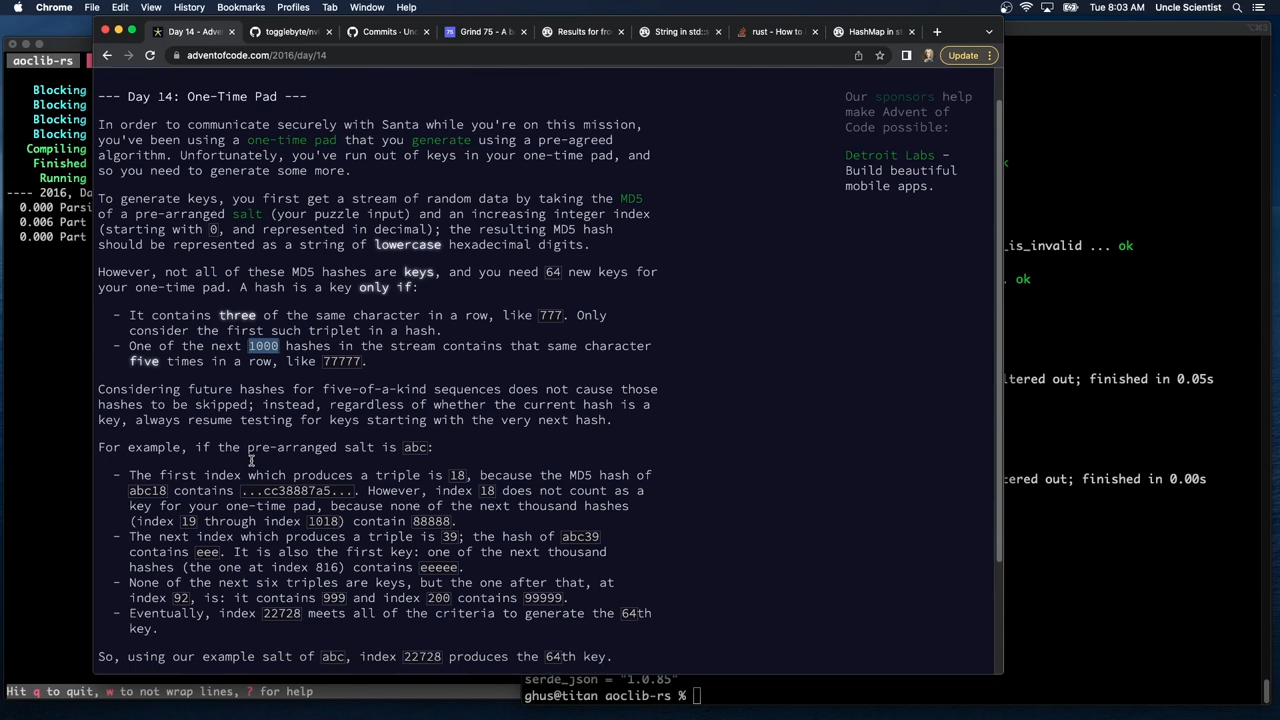 Chrome File Edit View History Bookmarks Profiles Tab Window Help Tue 8:03 AM Uncle Scientist
Day 14 - Adve togglebyte/nvi Commits · Un Grind 75 - A b Results for fro String in std:: rust - How to HashMap in st
adventofcode.com/2016/day/14 Update
aoclib-rs
Blocking
Blocking
Blocking
Blocking
Compiling
Finished
Running
---- 2016, Da
0.000 Parsi
0.006 Part
0.000 Part
--- Day 14: One-Time Pad ---
In order to communicate securely with Santa while you're on this mission,
you've been using a one-time pad that you generate using a pre-agreed
algorithm. Unfortunately, you've run out of keys in your one-time pad, and
so you need to generate some more.
To generate keys, you first get a stream of random data by taking the MD5
of a pre-arranged salt (your puzzle input) and an increasing integer index
(starting with 0, and represented in decimal); the resulting MD5 hash
should be represented as a string of lowercase hexadecimal digits.
However, not all of these MD5 hashes are keys, and you need 64 new keys for
your one-time pad. A hash is a key only if:
- It contains three of the same character in a row, like 777. Only
consider the first such triplet in a hash.
- One of the next 1000 hashes in the stream contains that same character
five times in a row, like 77777.
Considering future hashes for five-of-a-kind sequences does not cause those
hashes to be skipped; instead, regardless of whether the current hash is a
key, always resume testing for keys starting with the very next hash.
For example, if the pre-arranged salt is abc:
- The first index which produces a triple is 18, because the MD5 hash of
abc18 contains ...cc38887a5.... However, index 18 does not count as a
key for your one-time pad, because none of the next thousand hashes
(index 19 through index 1018) contain 88888.
- The next index which produces a triple is 39; the hash of abc39
contains eee. It is also the first key: one of the next thousand
hashes (the one at index 816) contains eeeee.
- None of the next six triples are keys, but the one after that, at
index 92, is: it contains 999 and index 200 contains 99999.
- Eventually, index 22728 meets all of the criteria to generate the 64th
key.
So, using our example salt of abc, index 22728 produces the 64th key.
Our sponsors help
make Advent of
Code possible:
Detroit Labs -
Build beautiful
mobile apps.
k
_is_invalid ... ok
. ok
ltered out; finished in 0.05s
tered out; finished in 0.00s
Hit q to quit, w to not wrap lines, ? for help
serde_json = "1.0.85"
ghus@titan aoclib-rs %